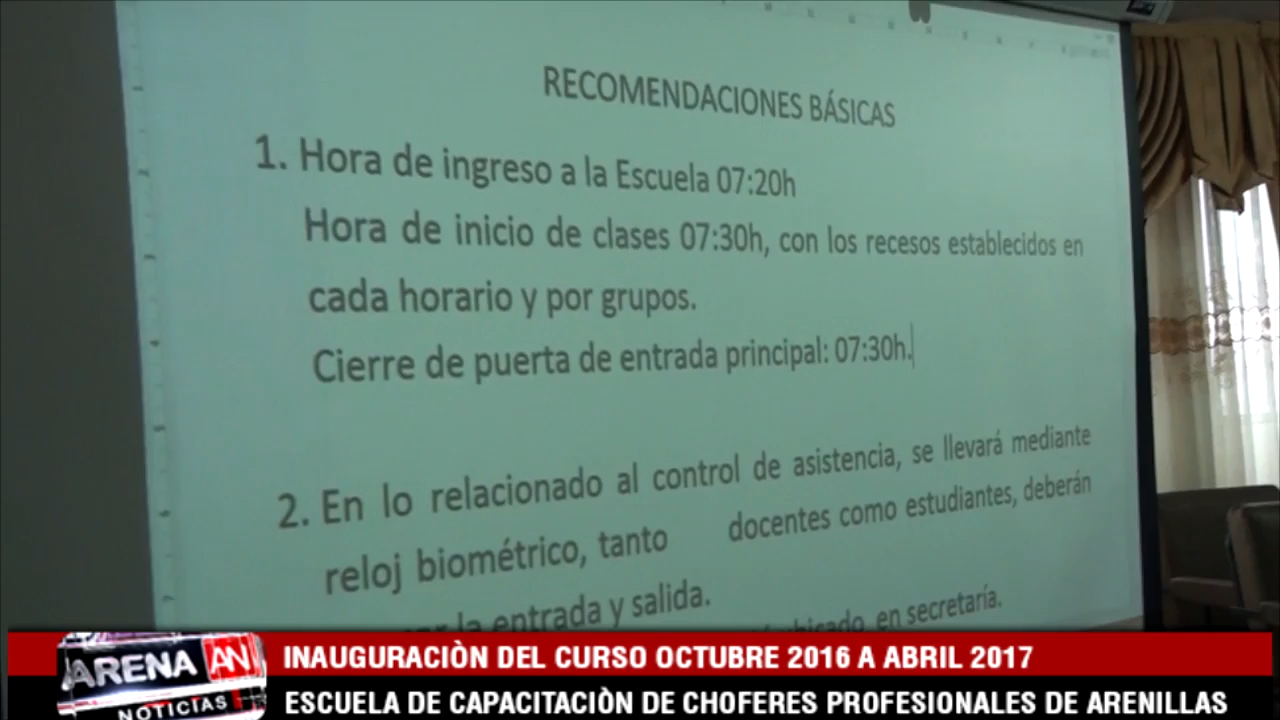 RECOMENDACIONES BÁSICAS
1. Hora de ingreso a la Escuela 07:20h
Hora de inicio de clases 07:30h, con los recesos establecidos en
cada horario y por grupos.
Cierre de puerta de entrada principal: 07:30h.
2. En lo relacionado al control de asistencia, se llevará mediante
reloj biométrico, tanto docentes como estudiantes, deberán
la entrada y salida.
en secretaría.
ARENA AN
NOTICIAS
INAUGURACIÒN DEL CURSO OCTUBRE 2016 A ABRIL 2017
ESCUELA DE CAPACITACIÒN DE CHOFERES PROFESIONALES DE ARENILLAS